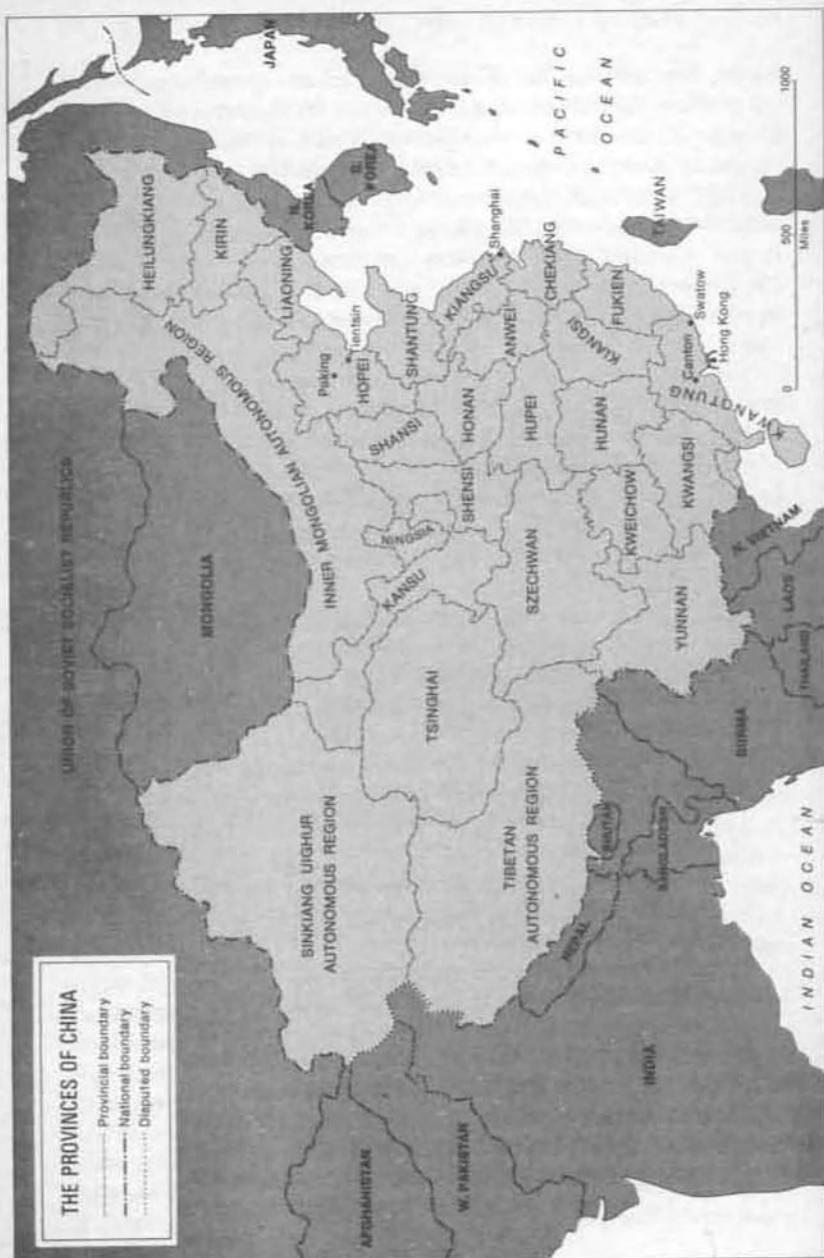 THE PROVINCES OF CHINA
Provincial boundary
National boundary
Disputed boundary
UNION OF SOVIET SOCIALIST REPUBLICS
MONGOLIA
HEILUNGKIANG
KIRIN
LIAONING
INNER MONGOLIAN AUTONOMOUS REGION
JAPAN
N. KOREA
S. KOREA
SINKIANG UIGHUR
AUTONOMOUS REGION
Peking
Tientsin
HOPEI
SHANSI
SHANTUNG
NINGSIA
KANSU
TSINGHAI
SHENSI
HONAN
KIANGSU
Shanghai
ANWEI
HUPEI
CHEKIANG
SZECHWAN
TIBETAN
AUTONOMOUS REGION
HUNAN
KIANGSI
FUKIEN
KWEICHOW
YUNNAN
KWANGSI
KWANGTUNG
Canton
Swatow
Hong Kong
TAIWAN
PACIFIC
OCEAN
AFGHANISTAN
W. PAKISTAN
INDIA
NEPAL
BHUTAN
BANGLADESH
BURMA
N. VIETNAM
LAOS
THAILAND
INDIAN OCEAN
0 500 1000
Miles